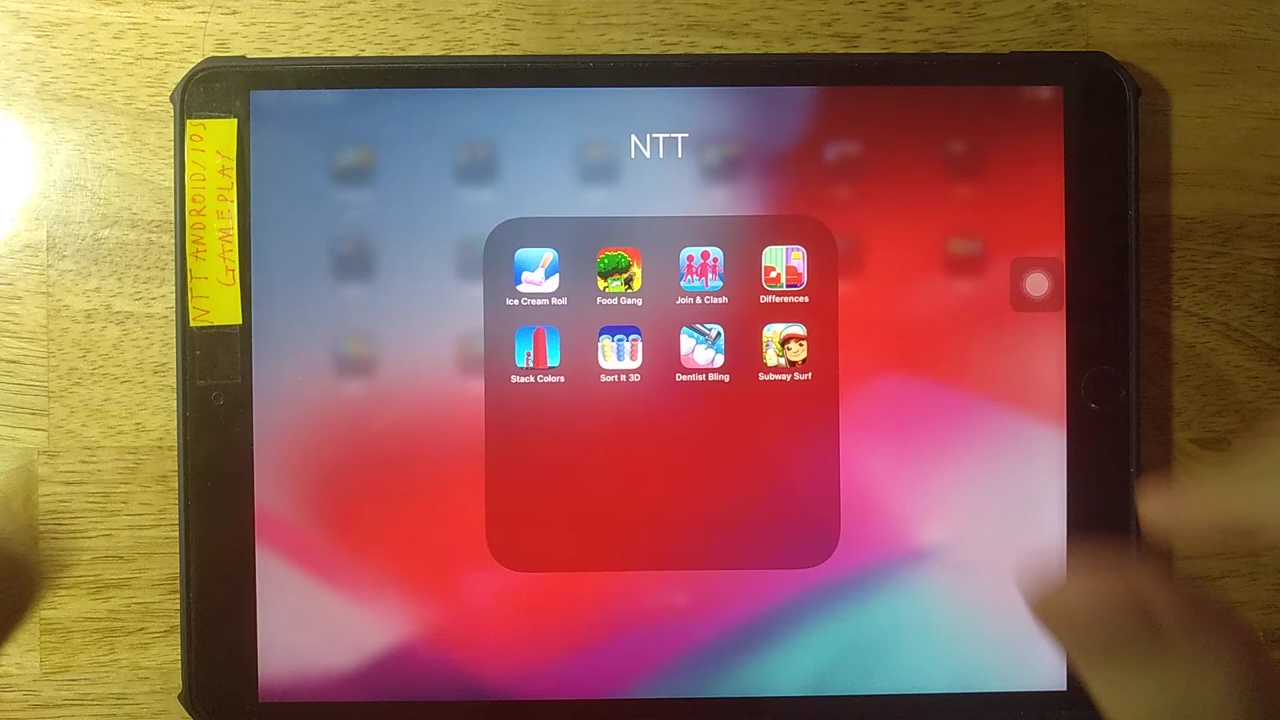 NTT ANDROID/IOS
GAMEPLAY
NTT
Ice Cream Roll
Food Gang
Join & Clash
Differences
Stack Colors
Sort It 3D
Dentist Bling
Subway Surf